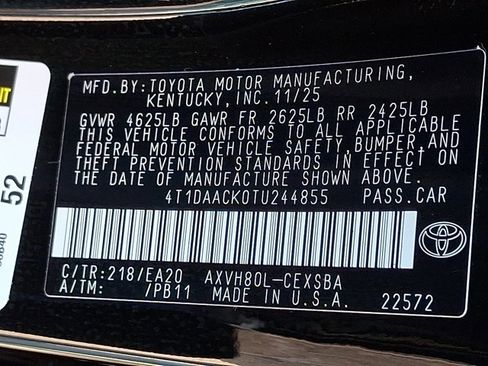 MFD.BY:TOYOTA MOTOR MANUFACTURING,
KENTUCKY,INC.11/25
GVWR 4625LB GAWR FR 2625LB RR 2425LB
THIS VEHICLE CONFORMS TO ALL APPLICABLE
FEDERAL MOTOR VEHICLE SAFETY,BUMPER,AND
THEFT PREVENTION STANDARDS IN EFFECT ON
THE DATE OF MANUFACTURE SHOWN ABOVE.
4T1DAACK0TU244855 PASS.CAR
C/TR:218/EA20 AXVH80L-CEXSBA
A/TM: /PB11 MADE IN U.S.A. 22572
52